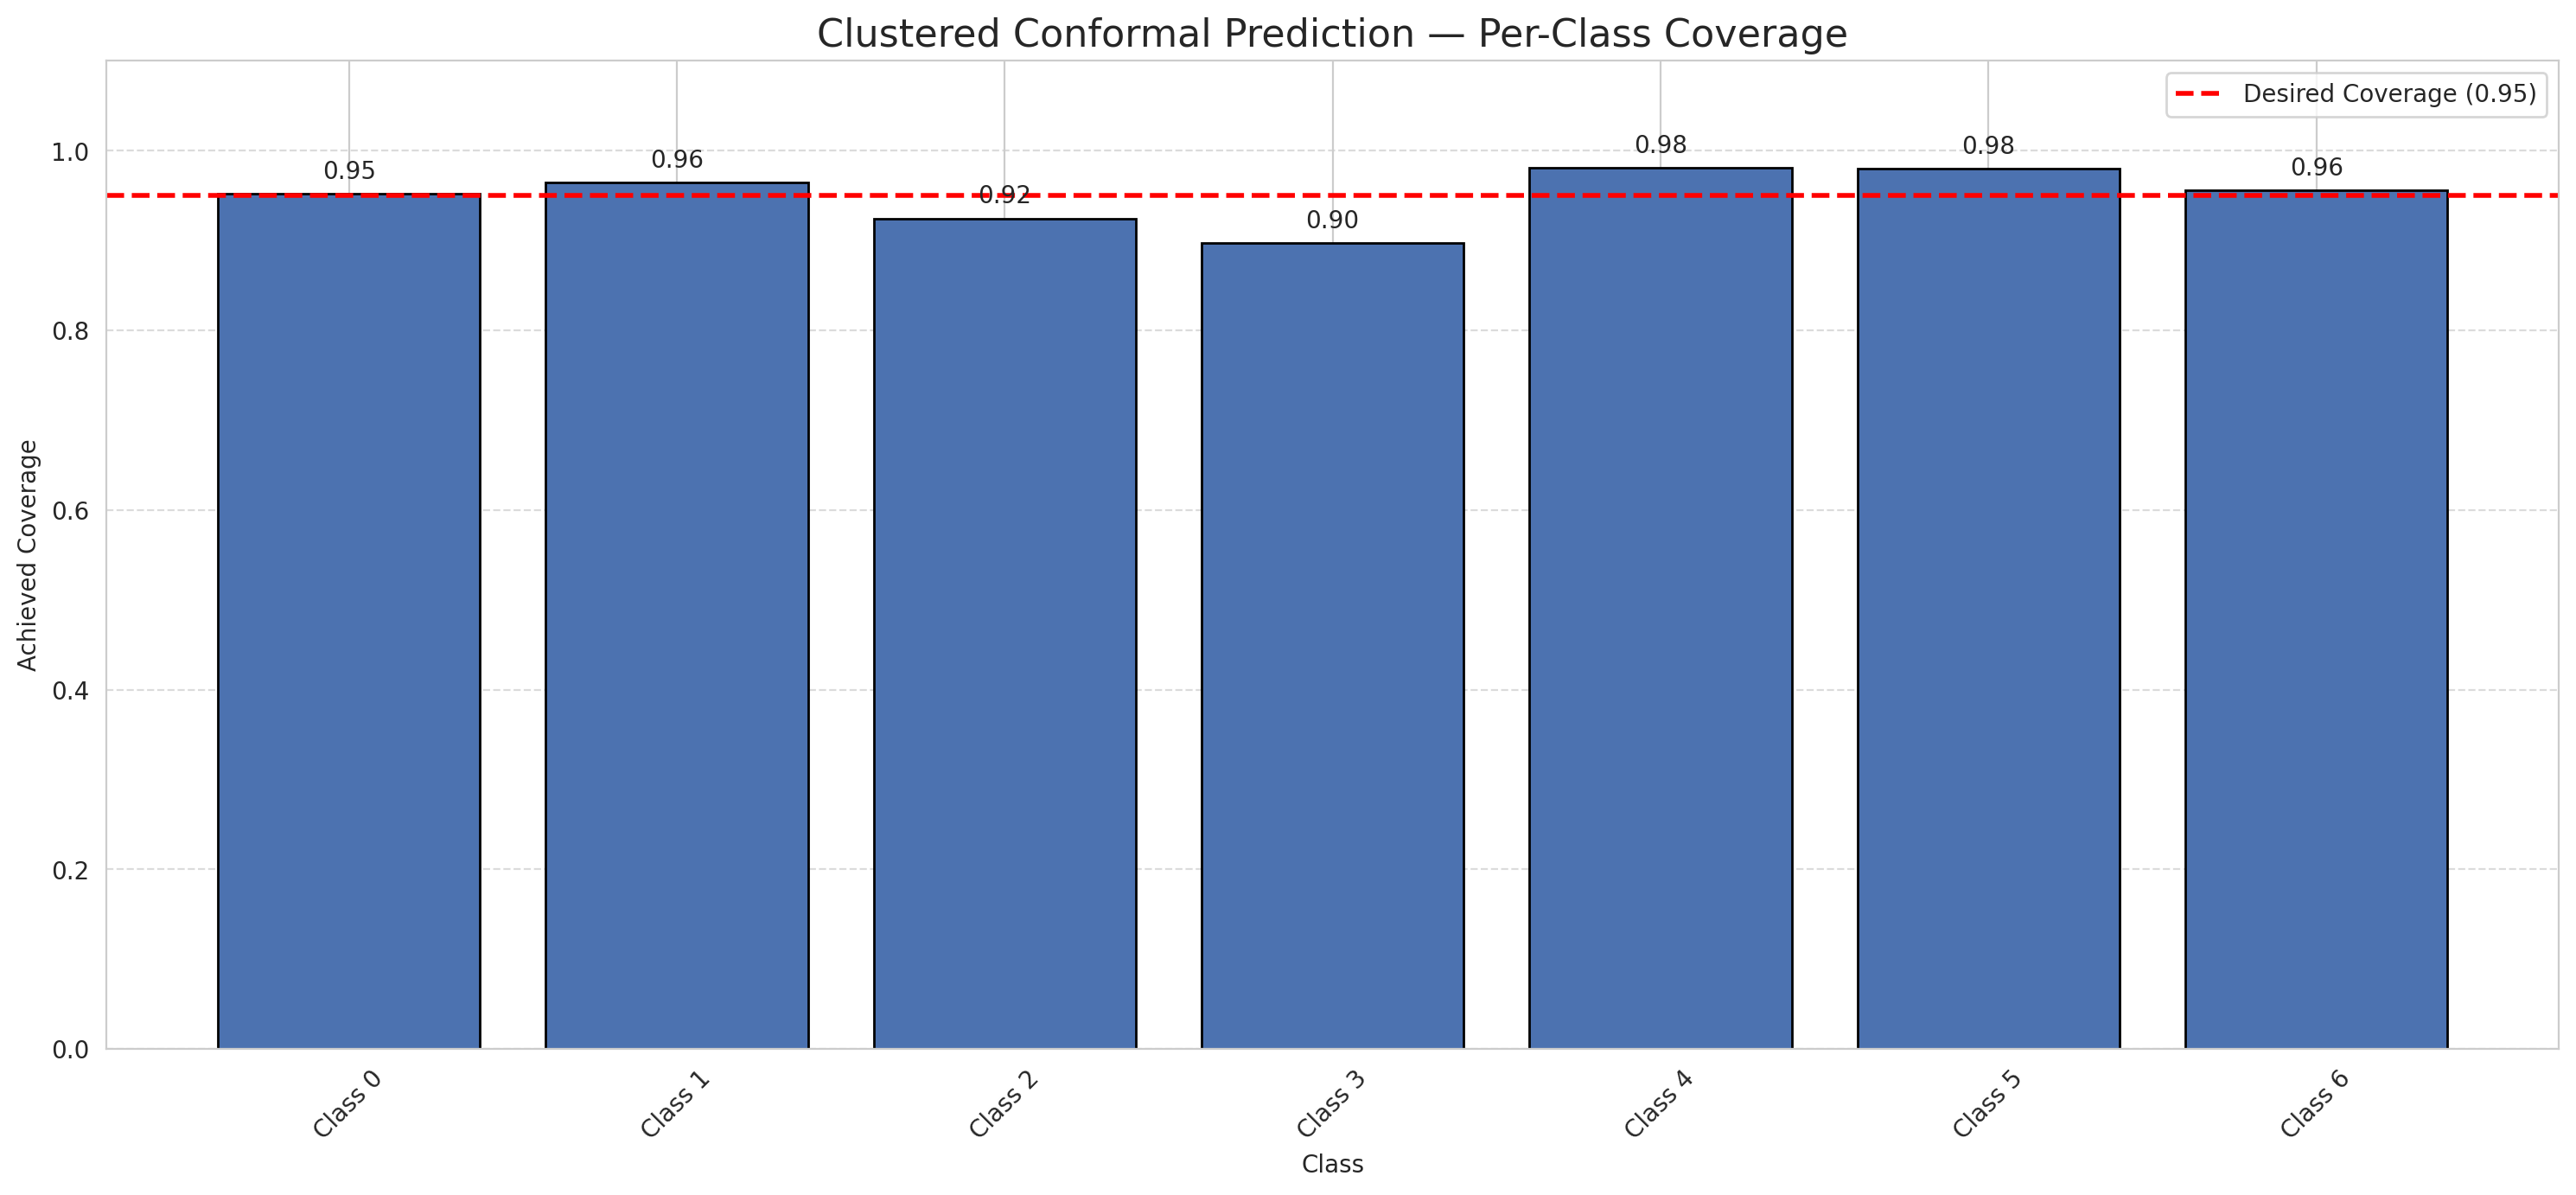 Clustered Conformal Prediction — Per-Class Coverage
Desired Coverage (0.95)
Achieved Coverage
1.0
0.8
0.6
0.4
0.2
0.0
0.95
0.96
0.92
0.90
0.98
0.98
0.96
Class 0
Class 1
Class 2
Class 3
Class 4
Class 5
Class 6
Class